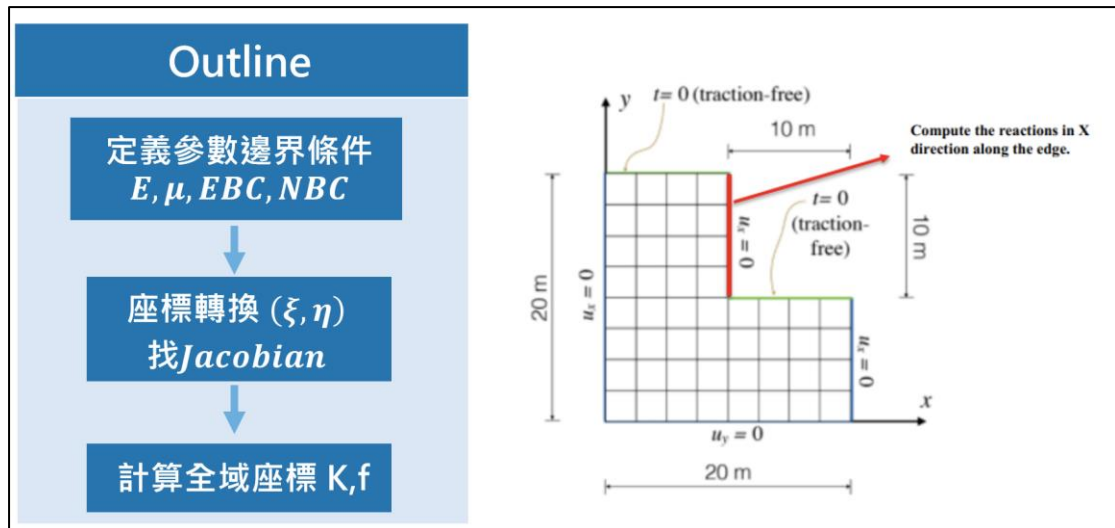 Outline
定義參數邊界條件
E, μ, EBC, NBC
座標轉換 (ξ, η)
找Jacobian
計算全域座標 K,f
y
t= 0 (traction-free)
10 m
Compute the reactions in X
direction along the edge.
t= 0
(traction-
free)
u_x = 0
10 m
20 m
u_x = 0
u_x = 0
x
u_y = 0
20 m